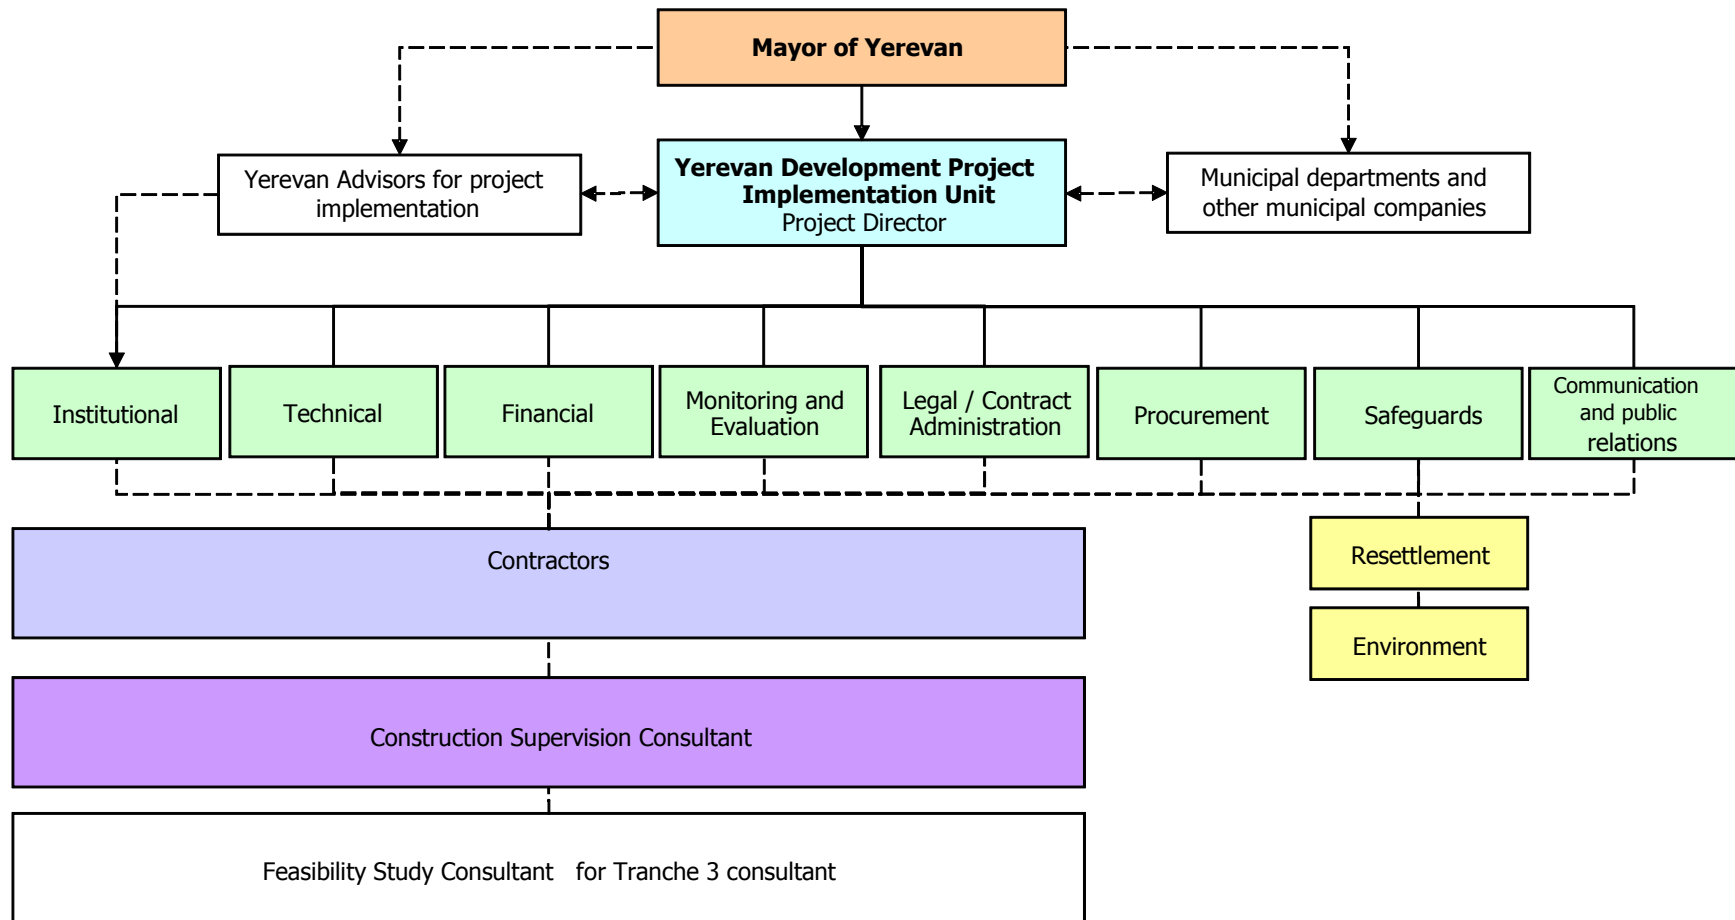 Mayor of Yerevan
Yerevan Advisors for project
implementation
Yerevan Development Project
Implementation Unit
Project Director
Municipal departments and
other municipal companies
Institutional
Technical
Financial
Monitoring and
Evaluation
Legal / Contract
Administration
Procurement
Safeguards
Communication
and public
relations
Contractors
Resettlement
Environment
Construction Supervision Consultant
Feasibility Study Consultant for Tranche 3 consultant